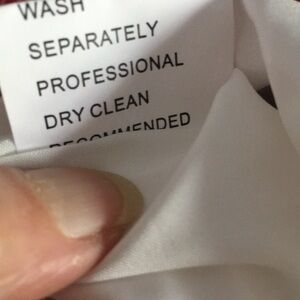 WASH
SEPARATELY
PROFESSIONAL
DRY CLEAN
RECOMMENDED